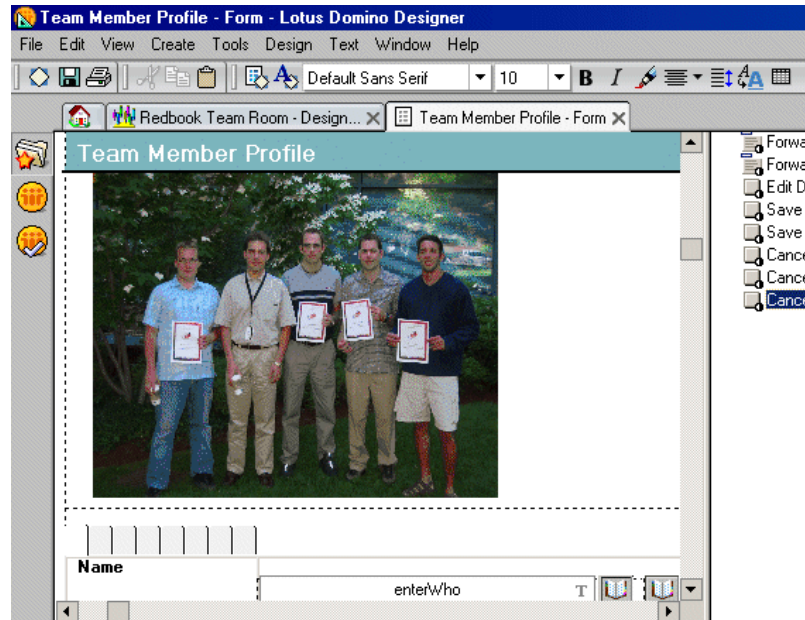 Team Member Profile - Form - Lotus Domino Designer
File Edit View Create Tools Design Text Window Help
Default Sans Serif 10 B I A
Redbook Team Room - Design... Team Member Profile - Form
Team Member Profile
Forwa
Forwa
Edit D
Save
Save
Cance
Cance
Cance
Name
enterWho T